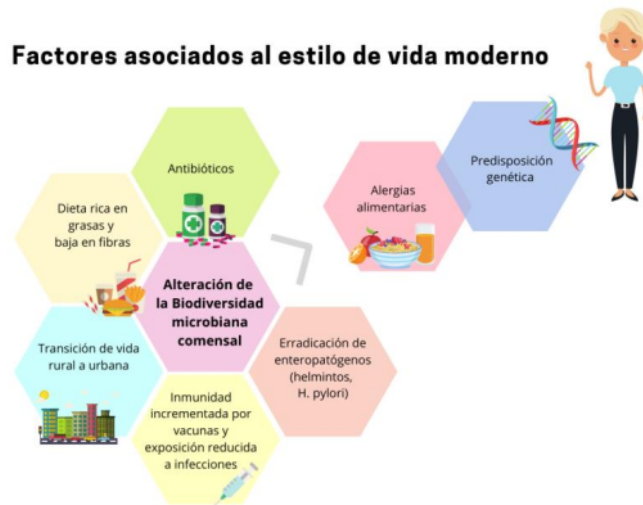 Factores asociados al estilo de vida moderno
Antibióticos
Predisposición
genética
Alergias
alimentarias
Dieta rica en
grasas y
baja en fibras
Alteración de
la Biodiversidad
microbiana
comensal
Transición de vida
rural a urbana
Erradicación de
enteropatógenos
(helmintos,
H. pylori)
Inmunidad
incrementada por
vacunas y
exposición reducida
a infecciones